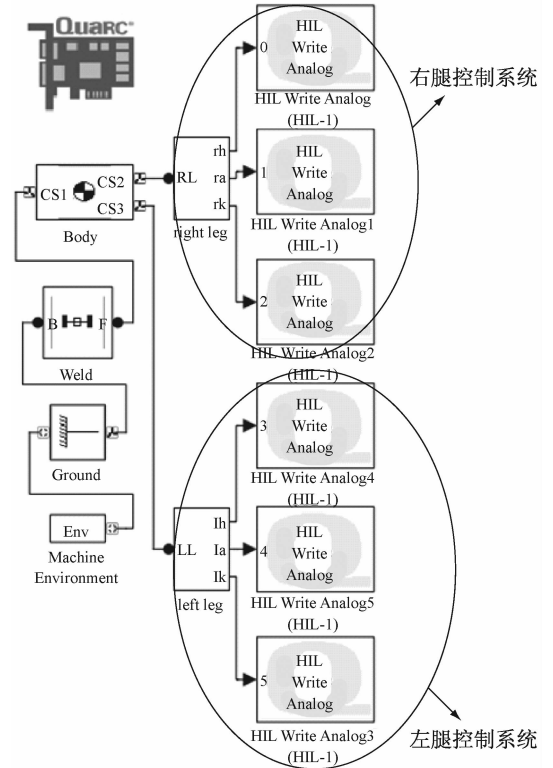 QUARC®
0
HIL
Write
Analog
HIL Write Analog
(HIL-1)
右腿控制系统
rh
RL
ra
rk
right leg
1
HIL
Write
Analog
HIL Write Analog1
(HIL-1)
CS1
CS2
CS3
Body
2
HIL
Write
Analog
HIL Write Analog2
(HIL-1)
B
F
Weld
Ground
Env
Machine
Environment
3
HIL
Write
Analog
HIL Write Analog4
(HIL-1)
Ih
LL
Ia
Ik
left leg
4
HIL
Write
Analog
HIL Write Analog5
(HIL-1)
5
HIL
Write
Analog
HIL Write Analog3
(HIL-1)
左腿控制系统